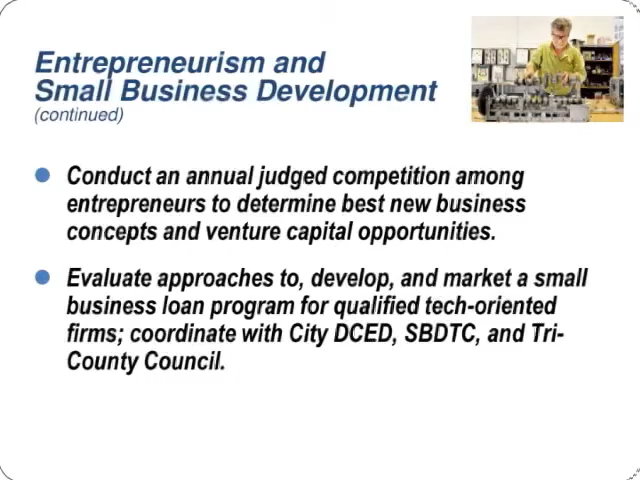 Entrepreneurism and
Small Business Development
(continued)
Conduct an annual judged competition among
entrepreneurs to determine best new business
concepts and venture capital opportunities.
Evaluate approaches to, develop, and market a small
business loan program for qualified tech-oriented
firms; coordinate with City DCED, SBDTC, and Tri-
County Council.